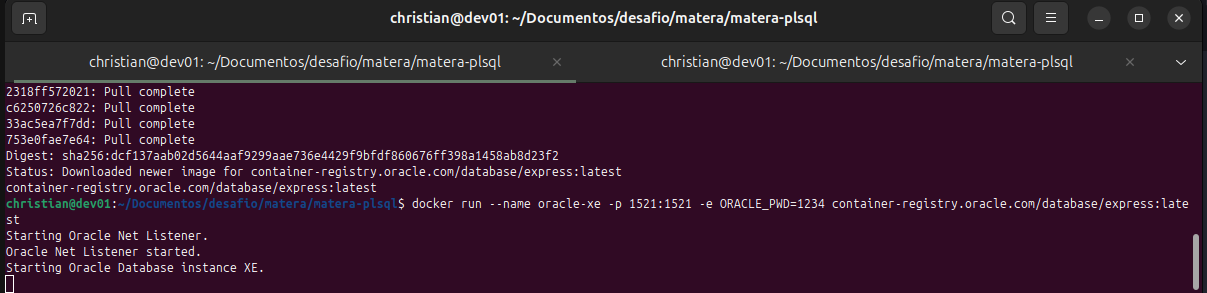 christian@dev01: ~/Documentos/desafio/matera/matera-plsql
christian@dev01: ~/Documentos/desafio/matera/matera-plsql
christian@dev01: ~/Documentos/desafio/matera/matera-plsql
2318ff572021: Pull complete
c6250726c822: Pull complete
33ac5ea7f7dd: Pull complete
753e0fae7e64: Pull complete
Digest: sha256:dcf137aab02d5644aaf9299aae736e4429f9bfdf860676ff398a1458ab8d23f2
Status: Downloaded newer image for container-registry.oracle.com/database/express:latest
container-registry.oracle.com/database/express:latest
christian@dev01:~/Documentos/desafio/matera/matera-plsql$ docker run --name oracle-xe -p 1521:1521 -e ORACLE_PWD=1234 container-registry.oracle.com/database/express:late
st
Starting Oracle Net Listener.
Oracle Net Listener started.
Starting Oracle Database instance XE.